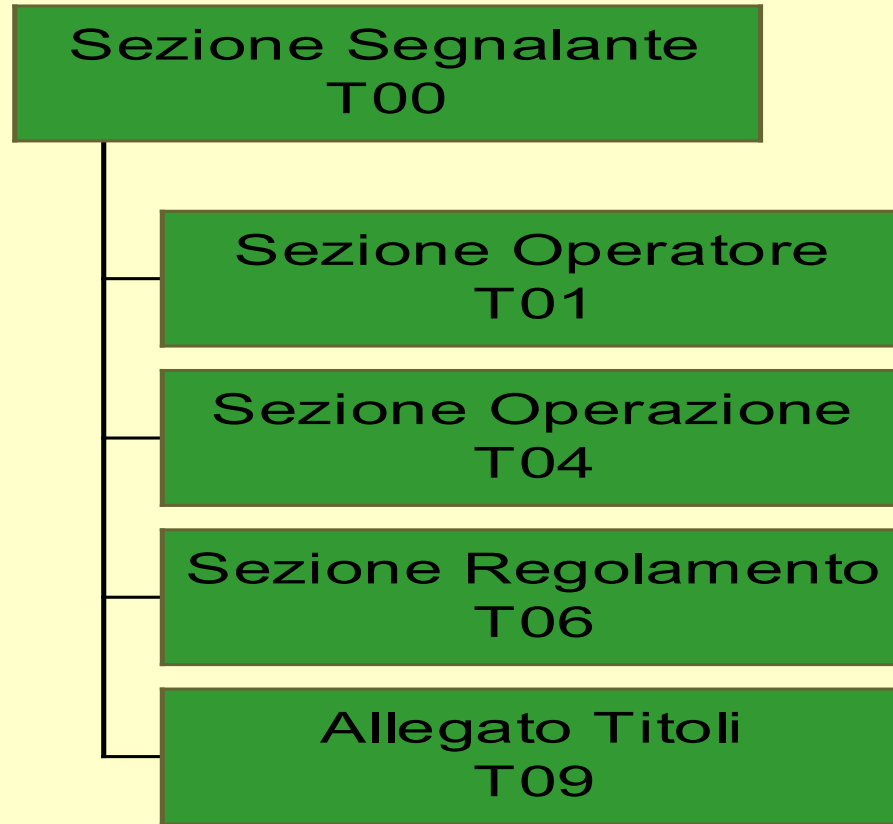 Sezione Segnalante
T00
Sezione Operatore
T01
Sezione Operazione
T04
Sezione Regolamento
T06
Allegato Titoli
T09